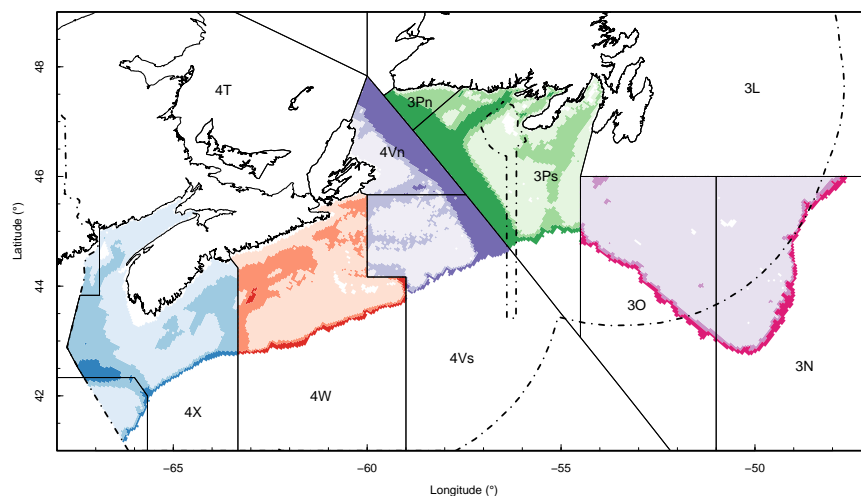 48
46
44
42
Latitude (°)
4T
3Pn
3L
4Vn
3Ps
3O
4Vs
3N
4W
4X
−65
−60
−55
−50
Longitude (°)